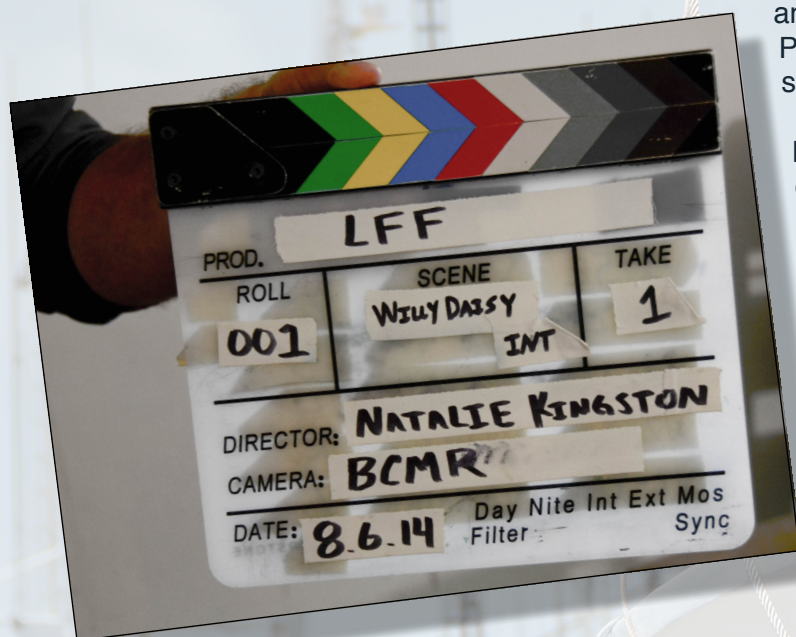 LFF
PROD.
ROLL SCENE TAKE
001 WILLY DAISY 1
INT
DIRECTOR: NATALIE KINGSTON
CAMERA: BCMR
DATE: 8.6.14 Day Nite Int Ext Mos
Filter Sync